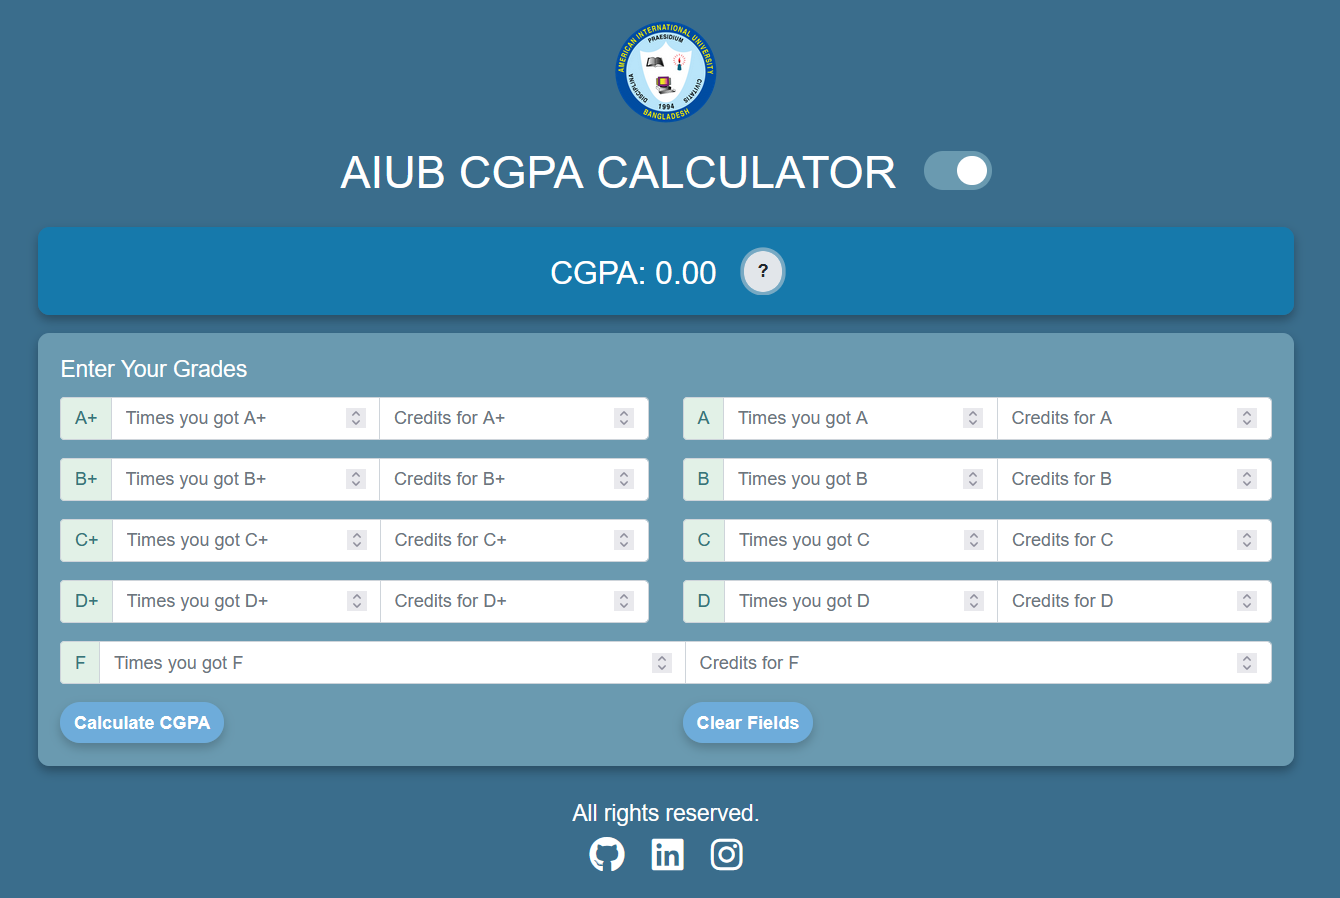 AMERICAN INTERNATIONAL UNIVERSITY
PRAESIDIUM
DISCIPLINA
CIVITATIS
1994
BANGLADESH
AIUB CGPA CALCULATOR
CGPA: 0.00 ?
Enter Your Grades
A+ Times you got A+ Credits for A+ A Times you got A Credits for A
B+ Times you got B+ Credits for B+ B Times you got B Credits for B
C+ Times you got C+ Credits for C+ C Times you got C Credits for C
D+ Times you got D+ Credits for D+ D Times you got D Credits for D
F Times you got F Credits for F
Calculate CGPA Clear Fields
All rights reserved.
in